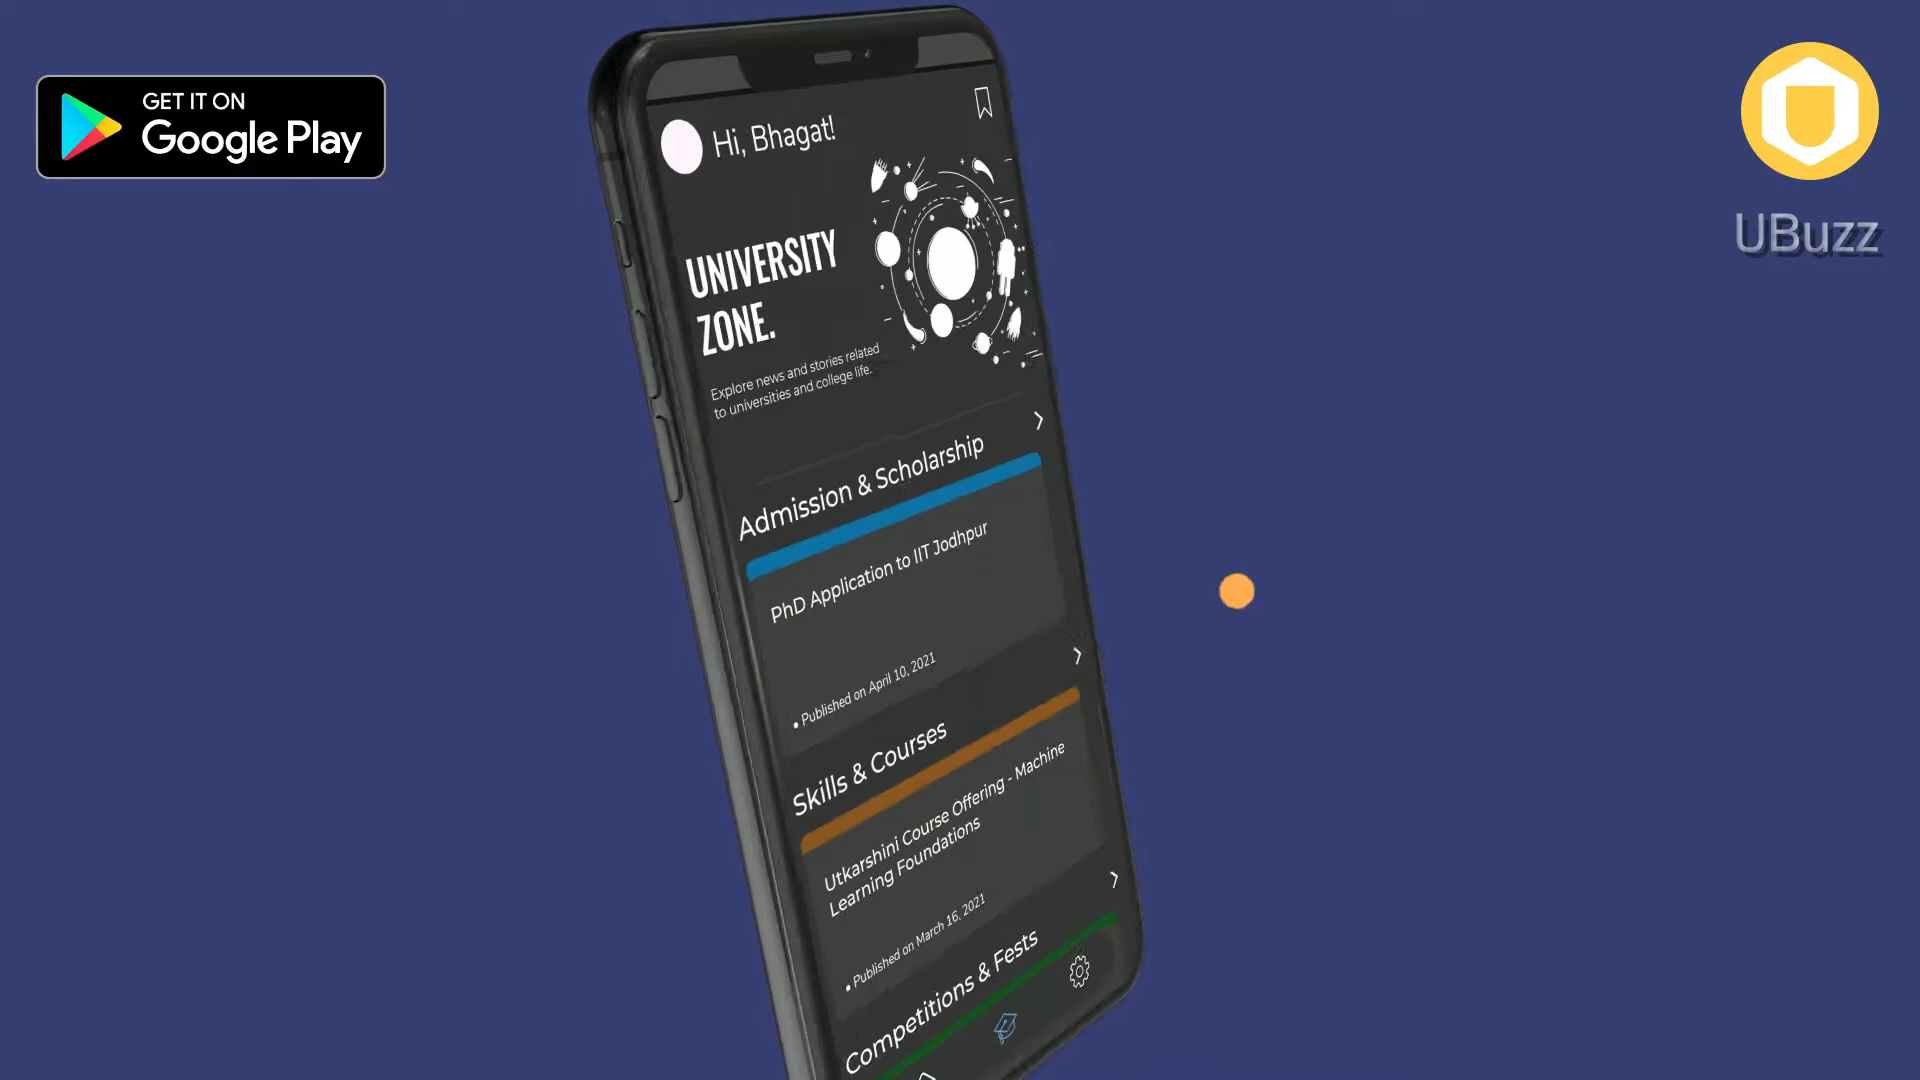 GET IT ON
Google Play
UBuzz
Hi, Bhagat!
UNIVERSITY
ZONE.
Explore news and stories related
to universities and college life.
Admission & Scholarship
PhD Application to IIT Jodhpur
• Published on April 10, 2021
Skills & Courses
Utkarshini Course Offering - Machine
Learning Foundations
• Published on March 16, 2021
Competitions & Fests